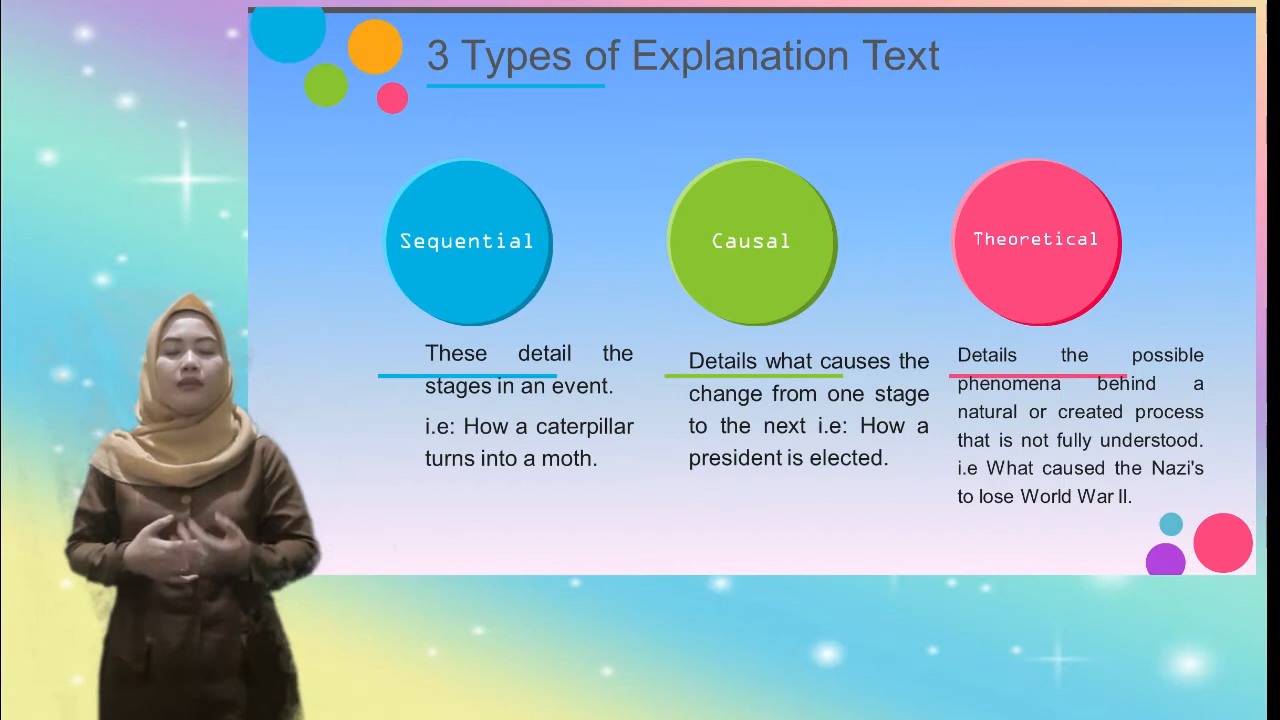 3 Types of Explanation Text
Sequential
These detail the
stages in an event.
i.e: How a caterpillar
turns into a moth.
Causal
Details what causes the
change from one stage
to the next i.e: How a
president is elected.
Theoretical
Details the possible
phenomena behind a
natural or created process
that is not fully understood.
i.e What caused the Nazi's
to lose World War II.